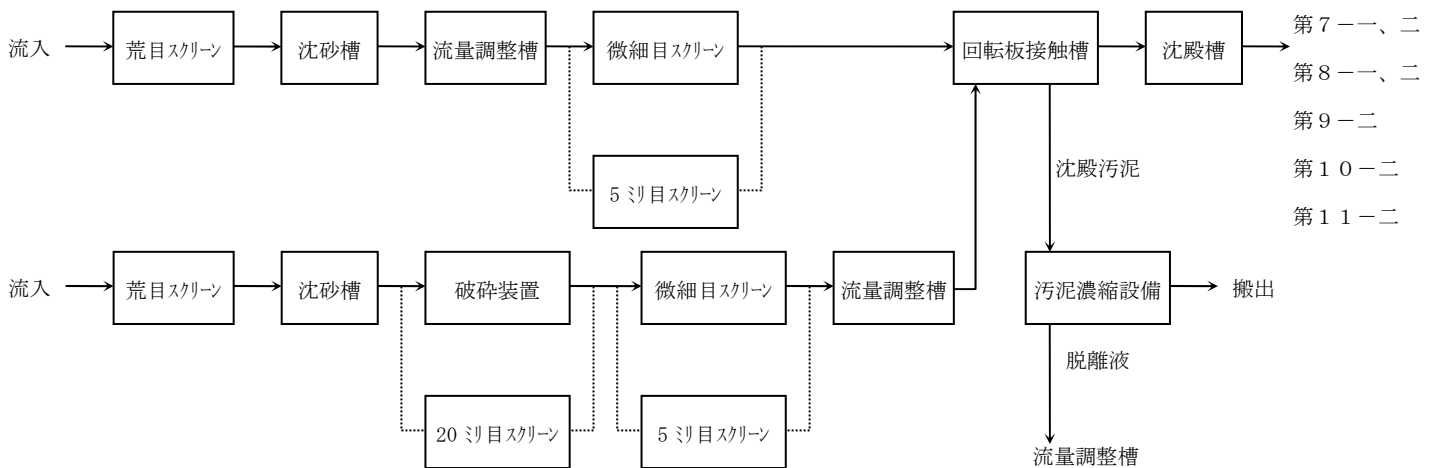 流入
荒目スクリーン
沈砂槽
流量調整槽
微細目スクリーン
回転板接触槽
沈殿槽
第7－一、二
第8－一、二
第9－二
第10－二
第11－二
5ミリ目スクリーン
沈殿汚泥
流入
荒目スクリーン
沈砂槽
破砕装置
微細目スクリーン
流量調整槽
汚泥濃縮設備
搬出
脱離液
20ミリ目スクリーン
5ミリ目スクリーン
流量調整槽